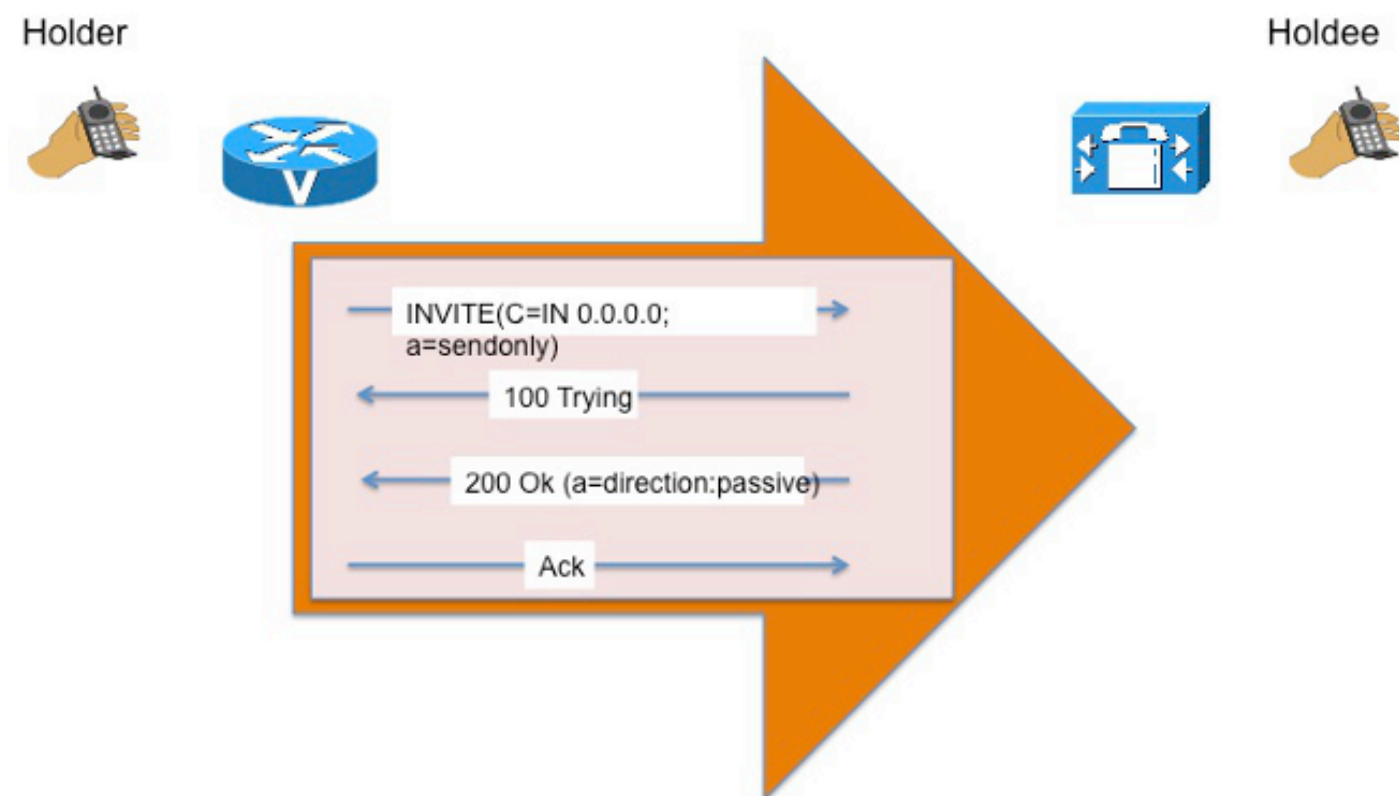 Holder
Holdee
V
INVITE(C=IN 0.0.0.0;
a=sendonly)
100 Trying
200 Ok (a=direction:passive)
Ack